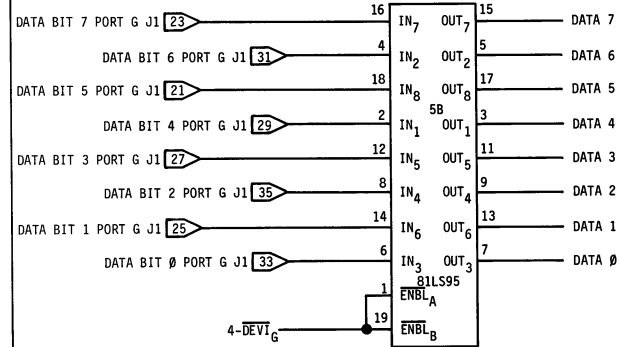 DATA BIT 7 PORT G J1 23 16 IN7 OUT7 15 DATA 7
DATA BIT 6 PORT G J1 31 4 IN2 OUT2 5 DATA 6
DATA BIT 5 PORT G J1 21 18 IN8 OUT8 17 DATA 5
5B
DATA BIT 4 PORT G J1 29 2 IN1 OUT1 3 DATA 4
DATA BIT 3 PORT G J1 27 12 IN5 OUT5 11 DATA 3
DATA BIT 2 PORT G J1 35 8 IN4 OUT4 9 DATA 2
DATA BIT 1 PORT G J1 25 14 IN6 OUT6 13 DATA 1
DATA BIT Ø PORT G J1 33 6 IN3 OUT3 7 DATA Ø
81LS95
1 E̅N̅B̅L̅A
4-D̅E̅V̅I̅G 19 E̅N̅B̅L̅B